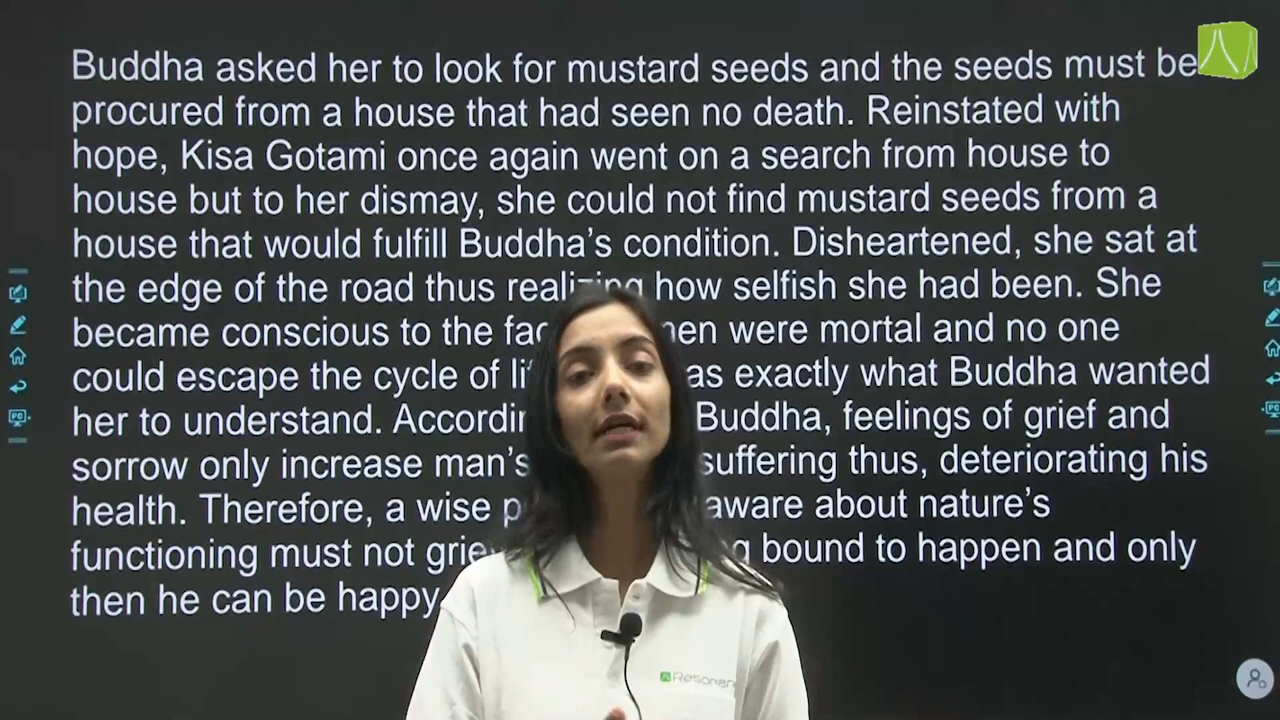 Buddha asked her to look for mustard seeds and the seeds must be
procured from a house that had seen no death. Reinstated with
hope, Kisa Gotami once again went on a search from house to
house but to her dismay, she could not find mustard seeds from a
house that would fulfill Buddha's condition. Disheartened, she sat at
the edge of the road thus realizing how selfish she had been. She
became conscious to the were mortal and no one
could escape the cycle of exactly what Buddha wanted
her to understand. Buddha, feelings of grief and
sorrow only increase man's suffering thus, deteriorating his
health. Therefore, a wise aware about nature's
functioning must not bound to happen and only
then he can be happy
PC
PC